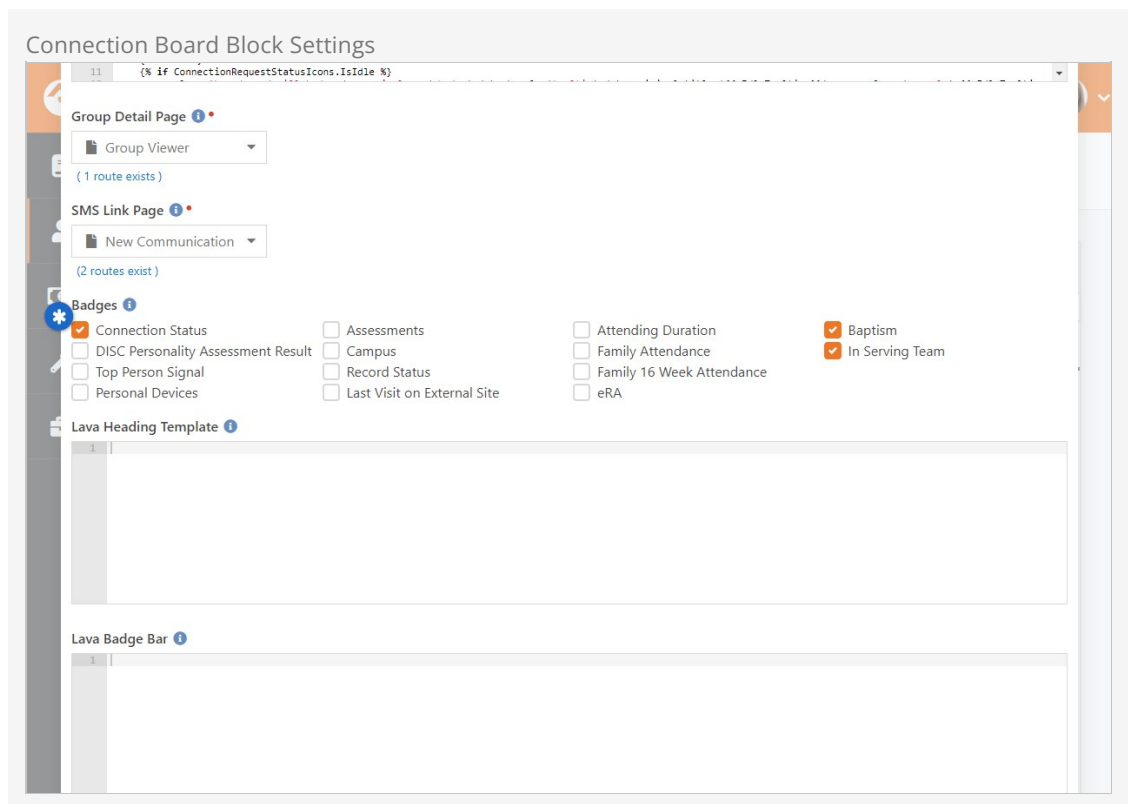 Connection Board Block Settings
11 {% if ConnectionRequestStatusIcons.IsIdle %}
Group Detail Page
Group Viewer
( 1 route exists )
SMS Link Page
New Communication
(2 routes exist )
Badges
Connection Status Assessments Attending Duration Baptism
DISC Personality Assessment Result Campus Family Attendance In Serving Team
Top Person Signal Record Status Family 16 Week Attendance
Personal Devices Last Visit on External Site eRA
Lava Heading Template
1
Lava Badge Bar
1